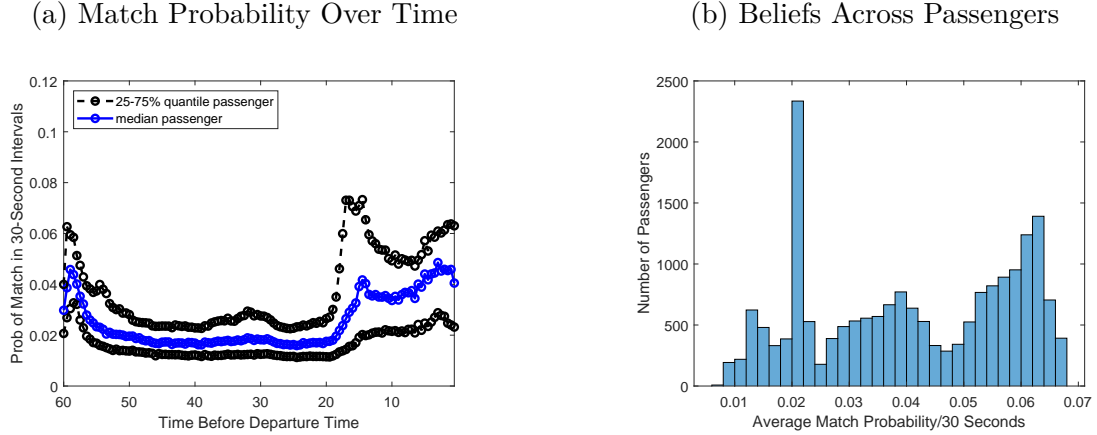 (a) Match Probability Over Time
0.12
0.1
0.08
0.06
0.04
0.02
0
Prob of Match in 30-Second Intervals
25-75% quantile passenger
median passenger
60 50 40 30 20 10
Time Before Departure Time
(b) Beliefs Across Passengers
2500
2000
1500
1000
500
0
Number of Passengers
0.01 0.02 0.03 0.04 0.05 0.06 0.07
Average Match Probability/30 Seconds